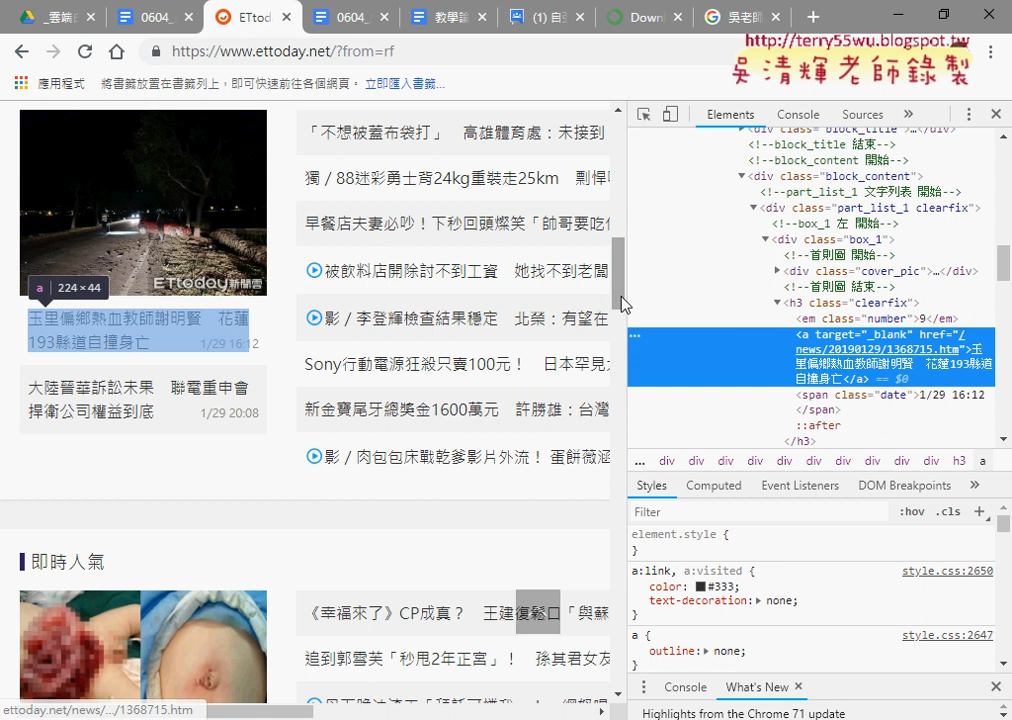 _雲端
0604_
ETtod
0604_
教學論
(1) 自
Downl
吳老師
https://www.ettoday.net/?from=rf
http://terry55wu.blogspot.tw
吳清輝老師錄製
應用程式 將書籤放置在書籤列上，即可快速前往各個網頁。 立即匯入書籤...
ETtoday新聞雲
a 224×44
玉里偏鄉熱血教師謝明賢 花蓮
193縣道自撞身亡 1/29 16:12
大陸晉華訴訟未果 聯電重申會
捍衛公司權益到底 1/29 20:08
「不想被蓋布袋打」 高雄體育處：未接到
獨／88迷彩勇士背24kg重裝走25km 剽悍
早餐店夫妻必吵！下秒回頭燦笑「帥哥要吃
被飲料店開除討不到工資 她找不到老闆
影／李登輝檢查結果穩定 北榮：有望在
Sony行動電源狂殺只賣100元！ 日本罕見
新金寶尾牙總獎金1600萬元 許勝雄：台灣
影／肉包包床戰乾爹影片外流！ 蛋餅薇涵
即時人氣
《幸福來了》CP成真？ 王建復鬆口「與蘇
追到郭雪芙「秒甩2年正宮」！ 孫其君女友
ettoday.net/news/.../1368715.htm
Elements Console Sources »
<div class="block_title">…</div>
<!--block_title 結束-->
<!--block_content 開始-->
<div class="block_content">
<!--part_list_1 文字列表 開始-->
<div class="part_list_1 clearfix">
<!--box_1 左 開始-->
<div class="box_1">
<!--首則圖 開始-->
<div class="cover_pic">…</div>
<!--首則圖 結束-->
<h3 class="clearfix">
<em class="number">9</em>
<a target="_blank" href="/
news/20190129/1368715.htm">玉
里偏鄉熱血教師謝明賢 花蓮193縣道
自撞身亡</a> == $0
<span class="date">1/29 16:12
</span>
::after
</h3>
... div div div div div div div div div div h3 a
Styles Computed Event Listeners DOM Breakpoints »
Filter :hov .cls +
element.style {
}
a:link, a:visited { style.css:2650
color: #333;
text-decoration: none;
}
a { style.css:2647
outline: none;
}
Console What's New ×
Highlights from the Chrome 71 update